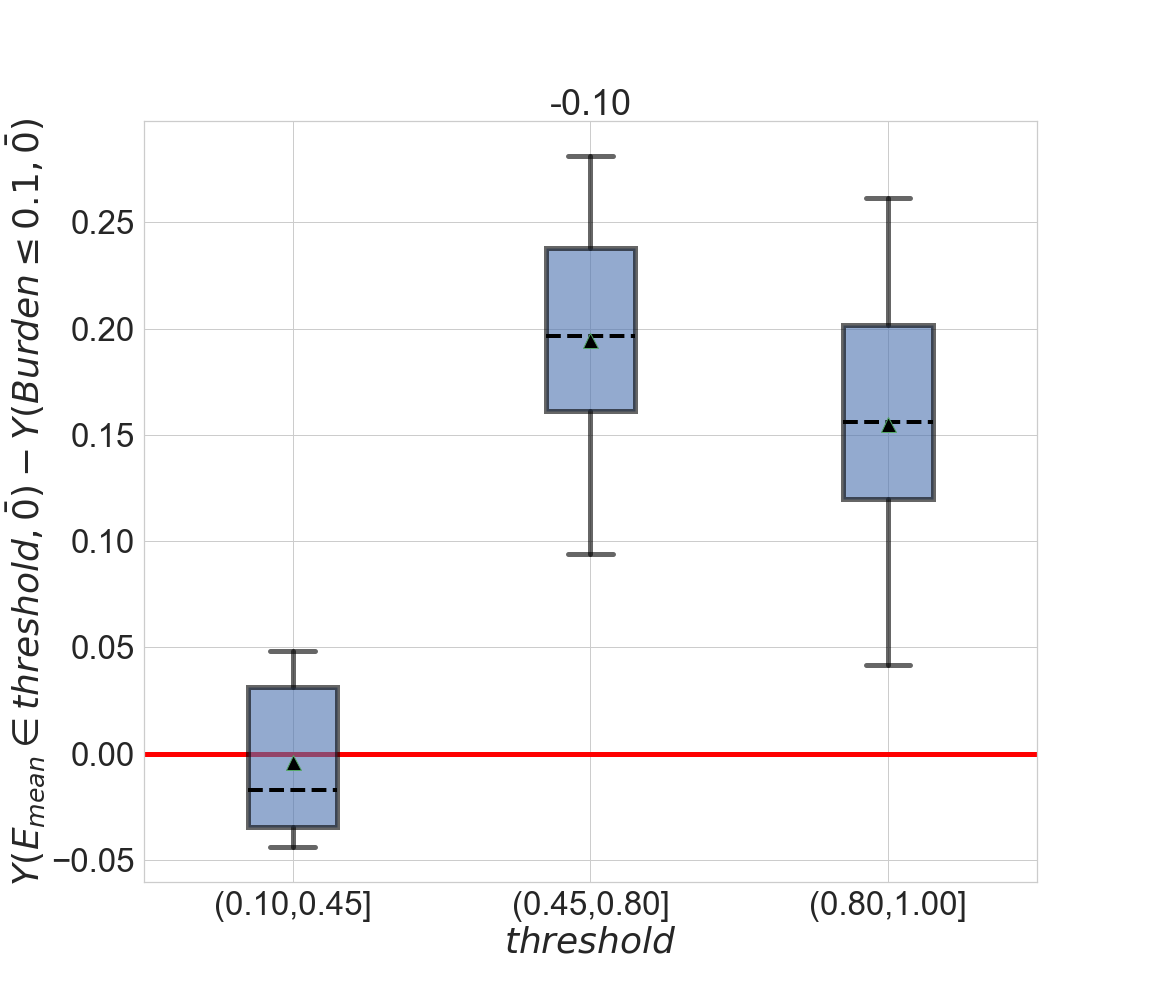 -0.10
Y(E_mean ∈ threshold, 0̄) − Y(Burden ≤ 0.1, 0̄)
0.25
0.20
0.15
0.10
0.05
0.00
−0.05
(0.10,0.45] (0.45,0.80] (0.80,1.00]
threshold